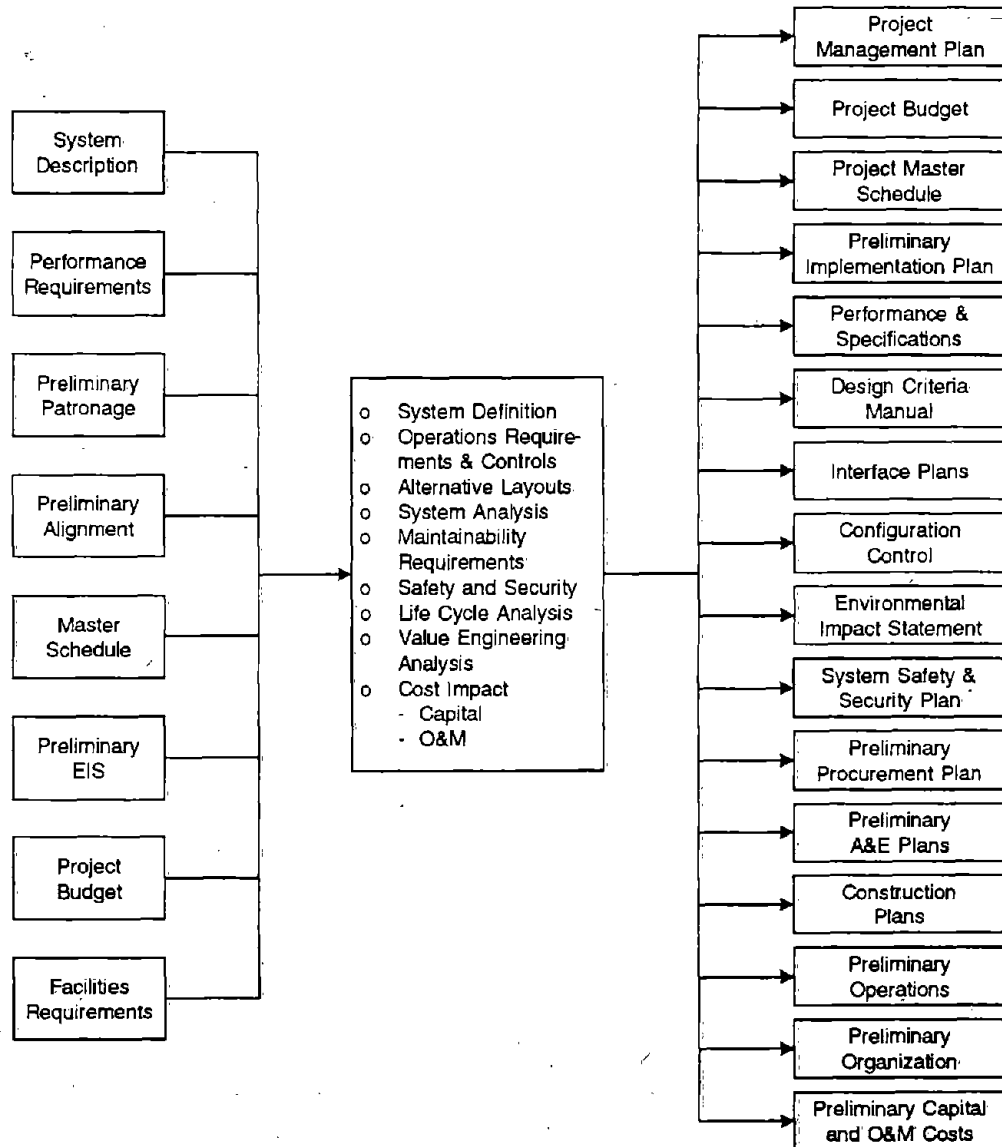 System
Description
Performance
Requirements
Preliminary
Patronage
Preliminary
Alignment
Master
Schedule
Preliminary
EIS
Project
Budget
Facilities
Requirements
o System Definition
o Operations Require-
ments & Controls
o Alternative Layouts
o System Analysis
o Maintainability
Requirements
o Safety and Security
o Life Cycle Analysis
o Value Engineering
Analysis
o Cost Impact
- Capital
- O&M
Project
Management Plan
Project Budget
Project Master
Schedule
Preliminary
Implementation Plan
Performance &
Specifications
Design Criteria
Manual
Interface Plans
Configuration
Control
Environmental
Impact Statement
System Safety &
Security Plan
Preliminary
Procurement Plan
Preliminary
A&E Plans
Construction
Plans
Preliminary
Operations
Preliminary
Organization
Preliminary Capital
and O&M Costs